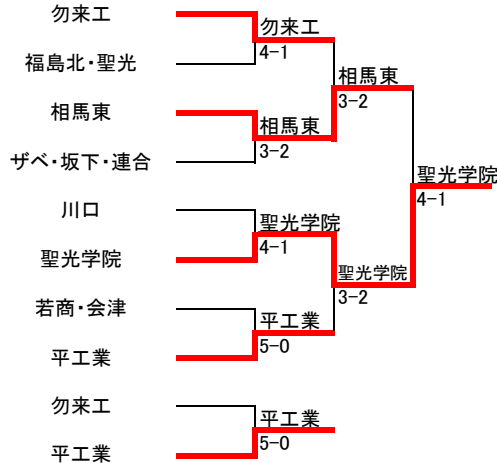 勿来工
福島北・聖光
相馬東
ザベ・坂下・連合
川口
聖光学院
若商・会津
平工業
勿来工
平工業
勿来工
4-1
相馬東
3-2
聖光学院
4-1
平工業
5-0
平工業
5-0
相馬東
3-2
聖光学院
3-2
聖光学院
4-1